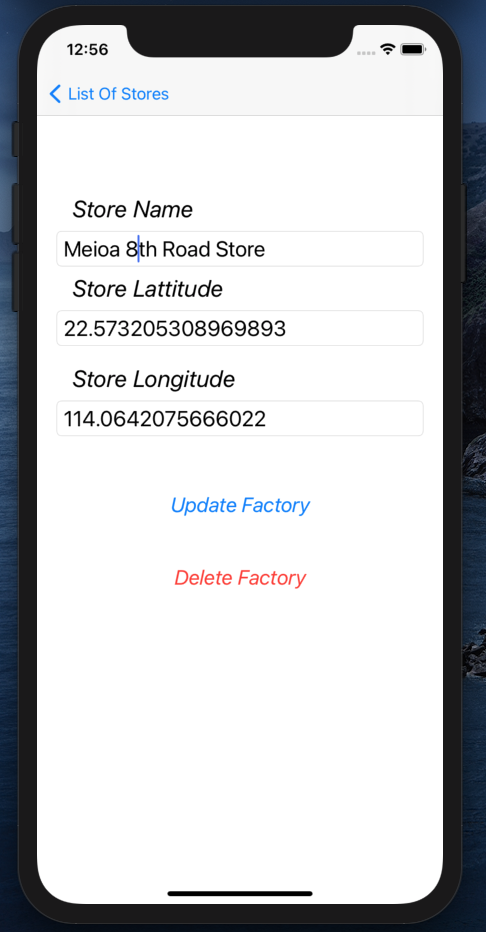 12:56
List Of Stores
Store Name
Meioa 8th Road Store
Store Lattitude
22.573205308969893
Store Longitude
114.0642075666022
Update Factory
Delete Factory